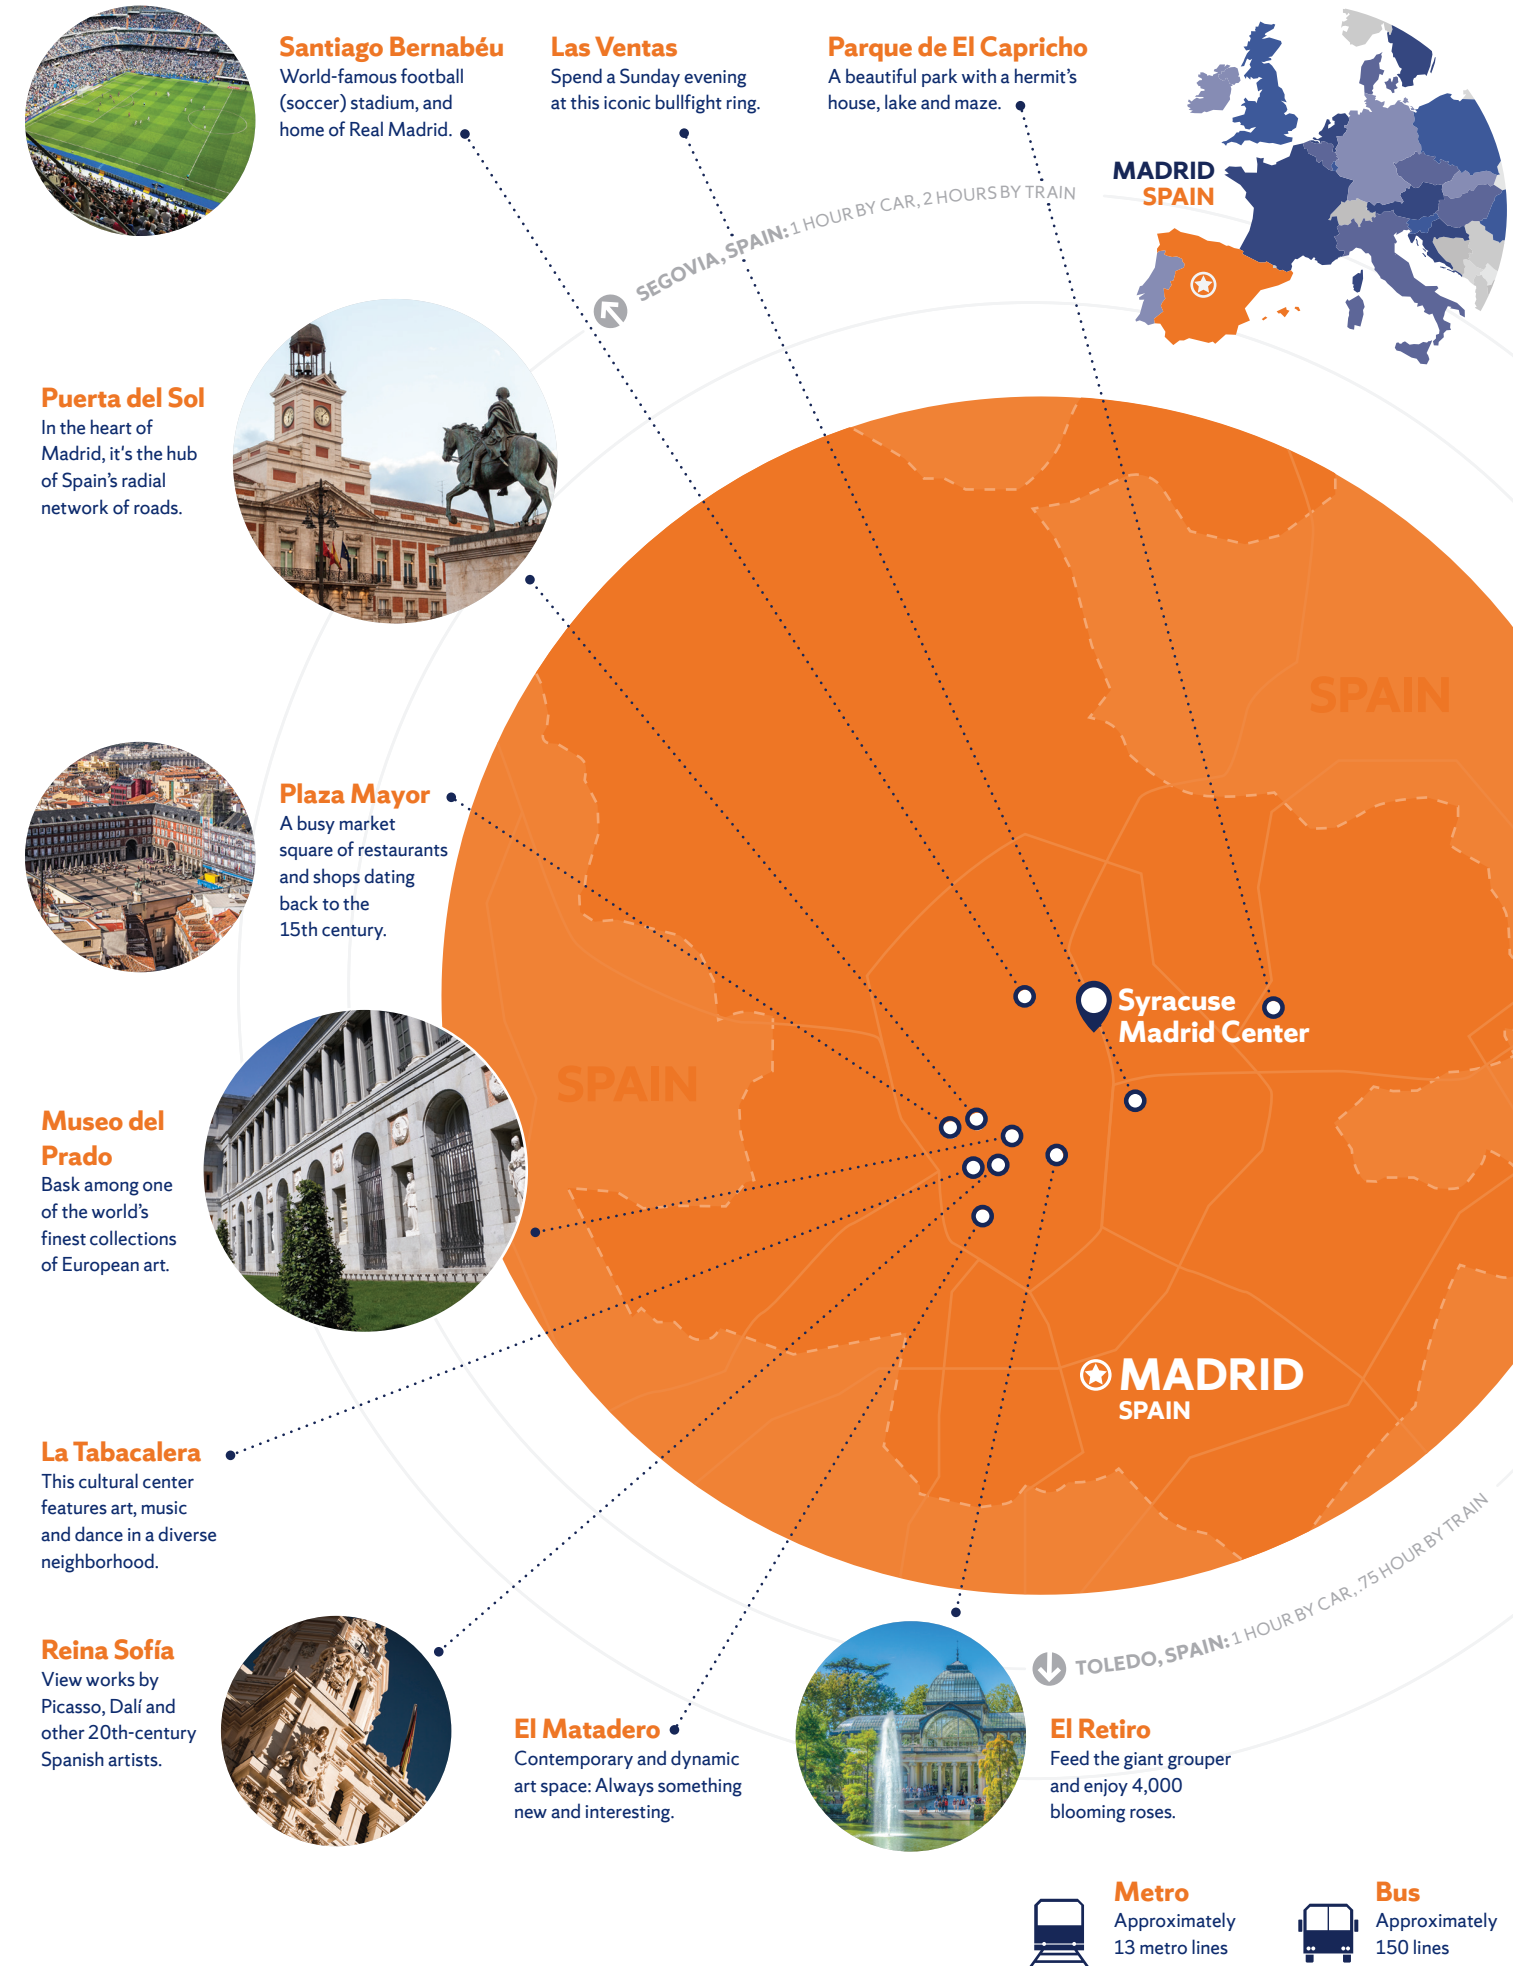 Santiago Bernabéu
World-famous football
(soccer) stadium, and
home of Real Madrid.
Las Ventas
Spend a Sunday evening
at this iconic bullfight ring.
Parque de El Capricho
A beautiful park with a hermit’s
house, lake and maze.
MADRID
SPAIN
SEGOVIA, SPAIN: 1 HOUR BY CAR, 2 HOURS BY TRAIN
Puerta del Sol
In the heart of
Madrid, it's the hub
of Spain’s radial
network of roads.
SPAIN
Plaza Mayor
A busy market
square of restaurants
and shops dating
back to the
15th century.
Syracuse
Madrid Center
SPAIN
Museo del
Prado
Bask among one
of the world’s
finest collections
of European art.
MADRID
SPAIN
La Tabacalera
This cultural center
features art, music
and dance in a diverse
neighborhood.
TOLEDO, SPAIN: 1 HOUR BY CAR, .75 HOUR BY TRAIN
Reina Sofía
View works by
Picasso, Dalí and
other 20th-century
Spanish artists.
El Matadero
Contemporary and dynamic
art space: Always something
new and interesting.
El Retiro
Feed the giant grouper
and enjoy 4,000
blooming roses.
Metro
Approximately
13 metro lines
Bus
Approximately
150 lines